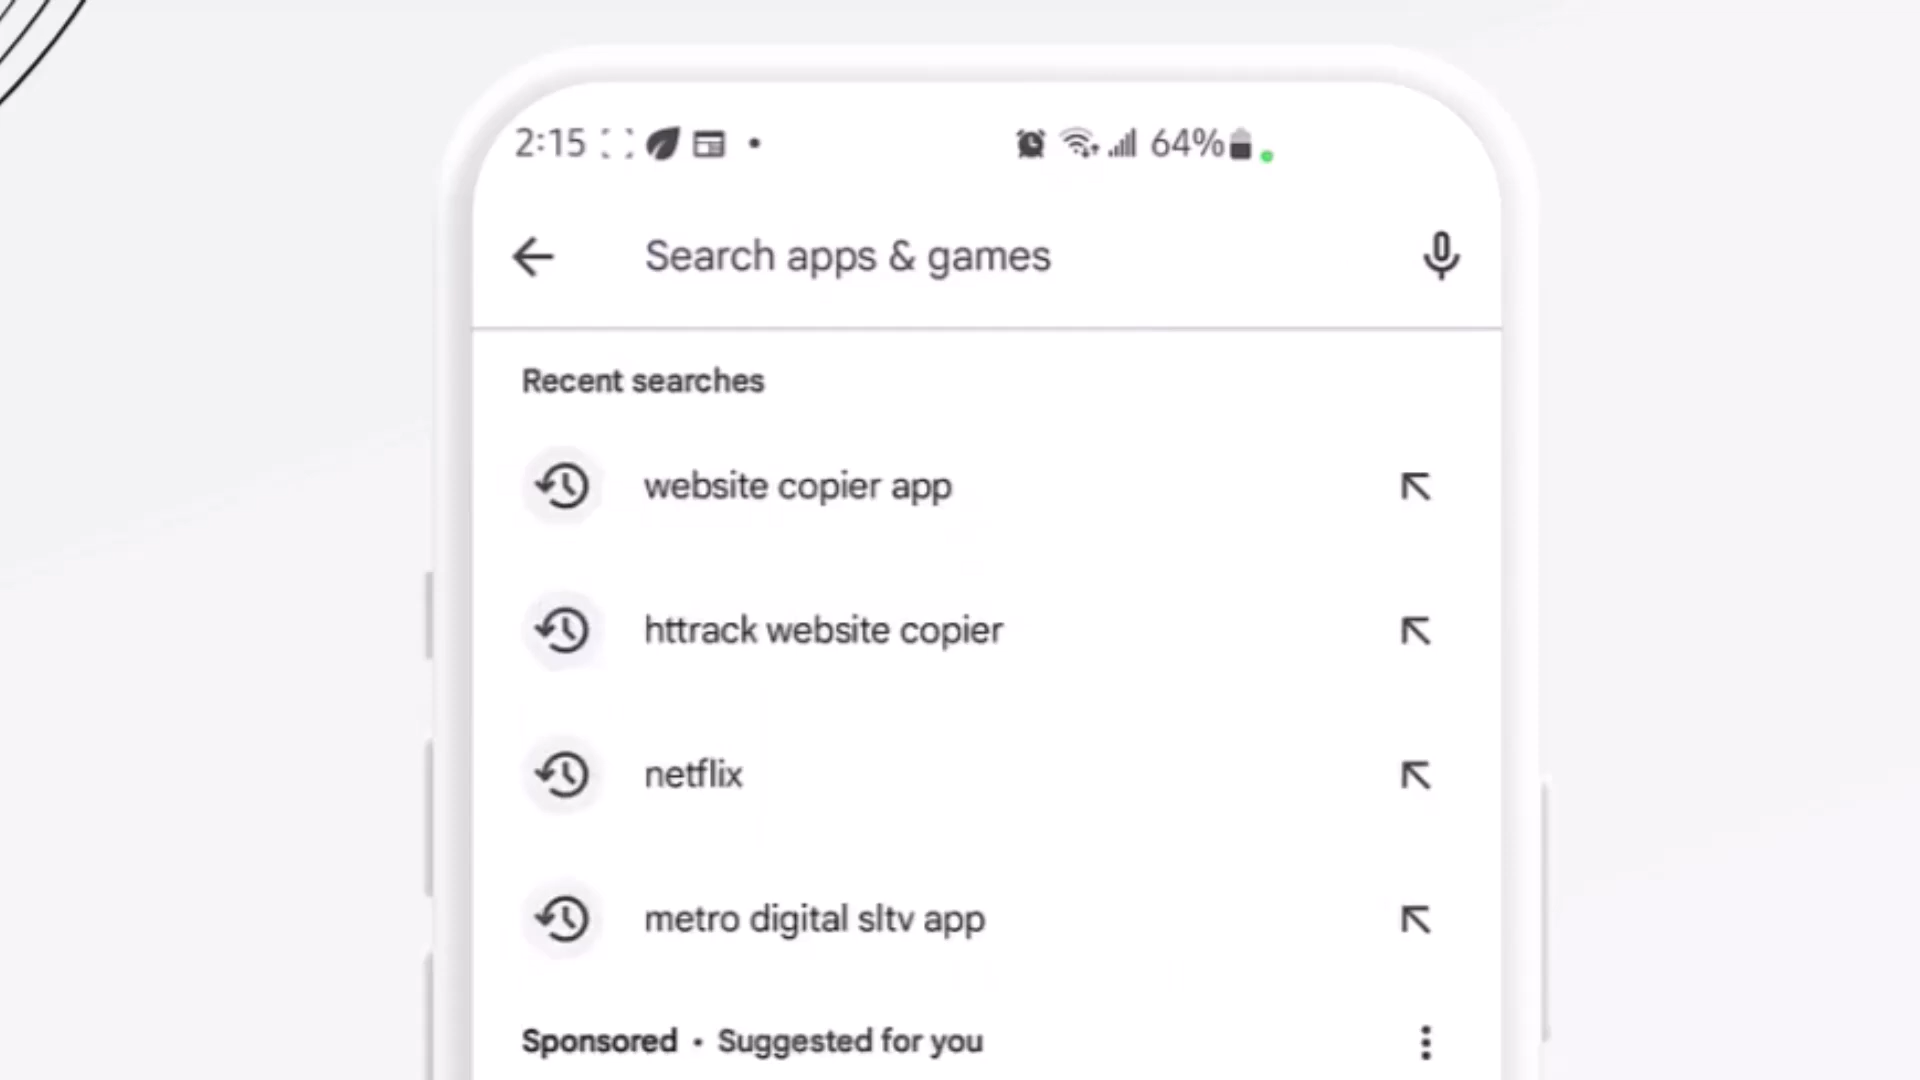 2:15
64%
Search apps & games
Recent searches
website copier app
httrack website copier
netflix
metro digital sltv app
Sponsored • Suggested for you